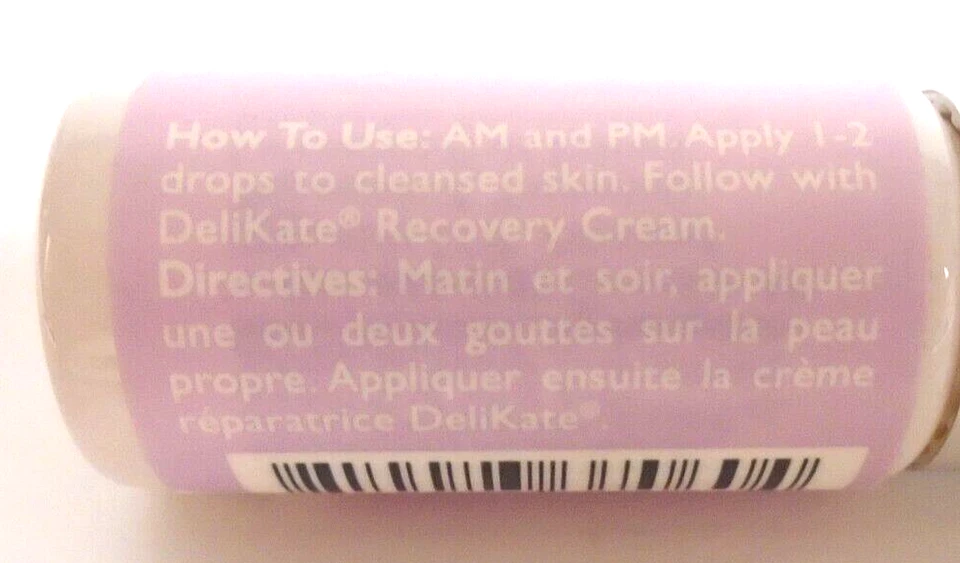 How To Use: AM and PM. Apply 1-2
drops to cleansed skin. Follow with
DeliKate® Recovery Cream.
Directives: Matin et soir, appliquer
une ou deux gouttes sur la peau
propre. Appliquer ensuite la crème
réparatrice DeliKate®.